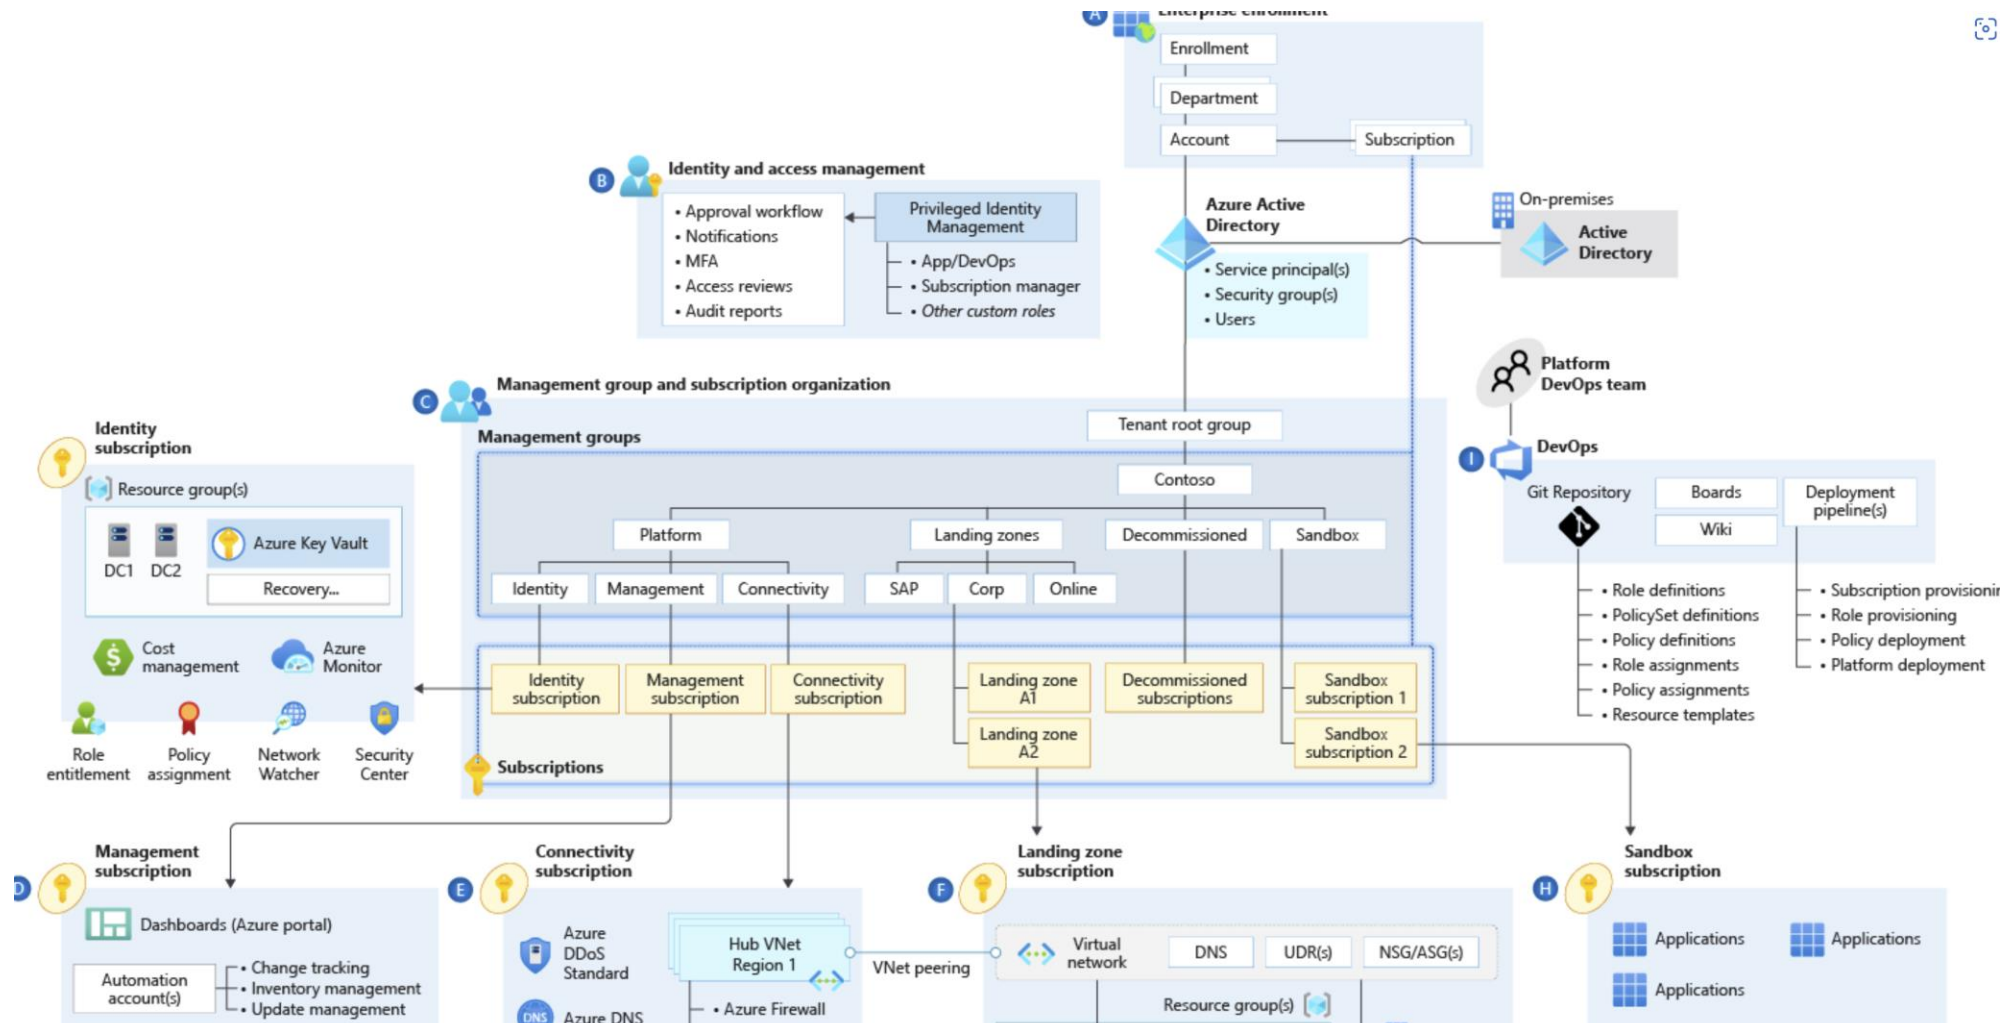 A
Enterprise enrollment
Enrollment
Department
Account
Subscription
B
Identity and access management
• Approval workflow
• Notifications
• MFA
• Access reviews
• Audit reports
Privileged Identity
Management
• App/DevOps
• Subscription manager
• Other custom roles
Azure Active
Directory
• Service principal(s)
• Security group(s)
• Users
On-premises
Active
Directory
Platform
DevOps team
C
Management group and subscription organization
Management groups
Tenant root group
Contoso
Platform
Landing zones
Decommissioned
Sandbox
Identity
Management
Connectivity
SAP
Corp
Online
Identity
subscription
Management
subscription
Connectivity
subscription
Landing zone
A1
Landing zone
A2
Decommissioned
subscriptions
Sandbox
subscription 1
Sandbox
subscription 2
Subscriptions
Identity
subscription
Resource group(s)
DC1
DC2
Azure Key Vault
Recovery...
Cost
management
Azure
Monitor
Role
entitlement
Policy
assignment
Network
Watcher
Security
Center
I
DevOps
Git Repository
Boards
Wiki
Deployment
pipeline(s)
• Role definitions
• PolicySet definitions
• Policy definitions
• Role assignments
• Policy assignments
• Resource templates
• Subscription provisionin
• Role provisioning
• Policy deployment
• Platform deployment
D
Management
subscription
Dashboards (Azure portal)
Automation
account(s)
• Change tracking
• Inventory management
• Update management
E
Connectivity
subscription
Azure
DDoS
Standard
DNS
Azure DNS
Hub VNet
Region 1
• Azure Firewall
VNet peering
F
Landing zone
subscription
Virtual
network
DNS
UDR(s)
NSG/ASG(s)
Resource group(s)
H
Sandbox
subscription
Applications
Applications
Applications